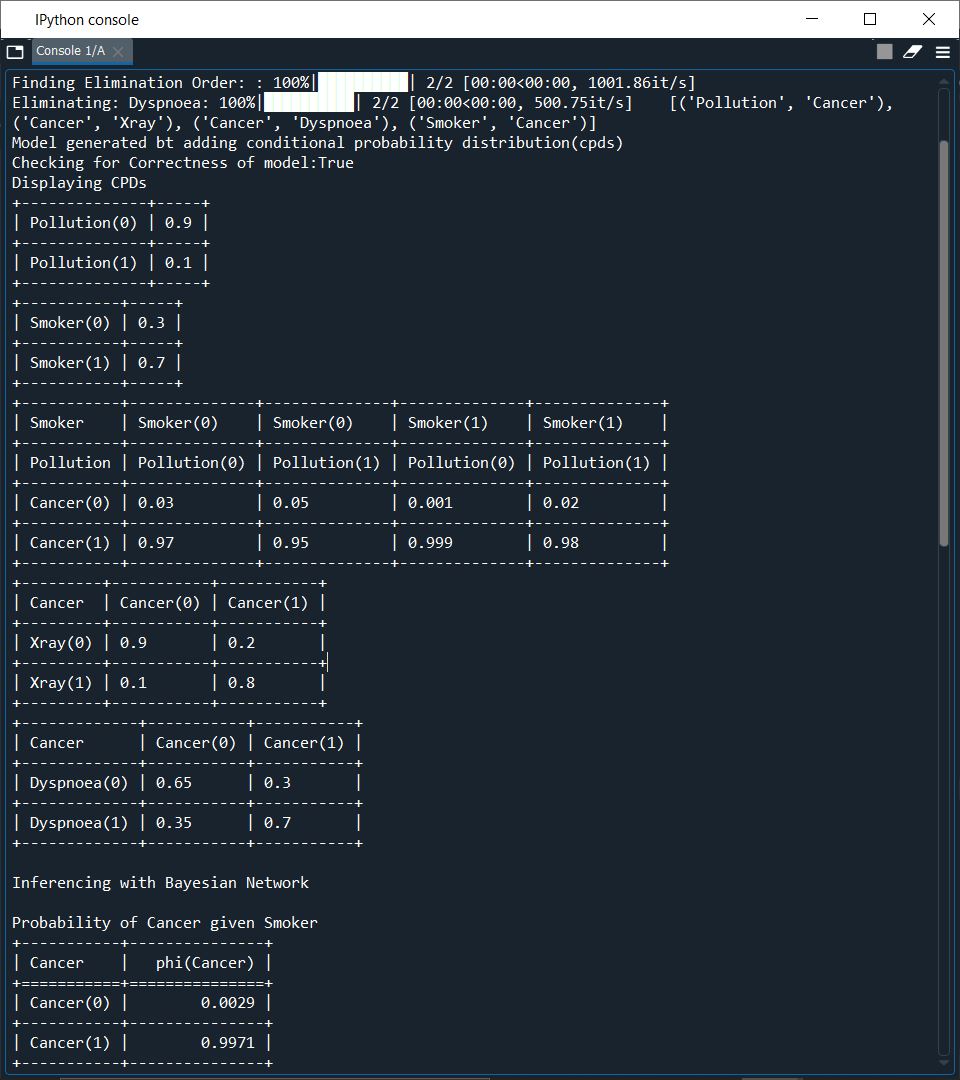 IPython console
Console 1/A
Finding Elimination Order: : 100%|██████████| 2/2 [00:00<00:00, 1001.86it/s]
Eliminating: Dyspnoea: 100%|██████████| 2/2 [00:00<00:00, 500.75it/s]    [('Pollution', 'Cancer'),
('Cancer', 'Xray'), ('Cancer', 'Dyspnoea'), ('Smoker', 'Cancer')]
Model generated bt adding conditional probability distribution(cpds)
Checking for Correctness of model:True
Displaying CPDs
+--------------+-----+
| Pollution(0) | 0.9 |
+--------------+-----+
| Pollution(1) | 0.1 |
+--------------+-----+
+-----------+-----+
| Smoker(0) | 0.3 |
+-----------+-----+
| Smoker(1) | 0.7 |
+-----------+-----+
+-----------+--------------+--------------+--------------+--------------+
| Smoker    | Smoker(0)    | Smoker(0)    | Smoker(1)    | Smoker(1)    |
+-----------+--------------+--------------+--------------+--------------+
| Pollution | Pollution(0) | Pollution(1) | Pollution(0) | Pollution(1) |
+-----------+--------------+--------------+--------------+--------------+
| Cancer(0) | 0.03         | 0.05         | 0.001        | 0.02         |
+-----------+--------------+--------------+--------------+--------------+
| Cancer(1) | 0.97         | 0.95         | 0.999        | 0.98         |
+-----------+--------------+--------------+--------------+--------------+
+---------+-----------+-----------+
| Cancer  | Cancer(0) | Cancer(1) |
+---------+-----------+-----------+
| Xray(0) | 0.9       | 0.2       |
+---------+-----------+-----------+
| Xray(1) | 0.1       | 0.8       |
+---------+-----------+-----------+
+-------------+-----------+-----------+
| Cancer      | Cancer(0) | Cancer(1) |
+-------------+-----------+-----------+
| Dyspnoea(0) | 0.65      | 0.3       |
+-------------+-----------+-----------+
| Dyspnoea(1) | 0.35      | 0.7       |
+-------------+-----------+-----------+
Inferencing with Bayesian Network
Probability of Cancer given Smoker
+-----------+---------------+
| Cancer    |   phi(Cancer) |
+===========+===============+
| Cancer(0) |        0.0029 |
+-----------+---------------+
| Cancer(1) |        0.9971 |
+-----------+---------------+